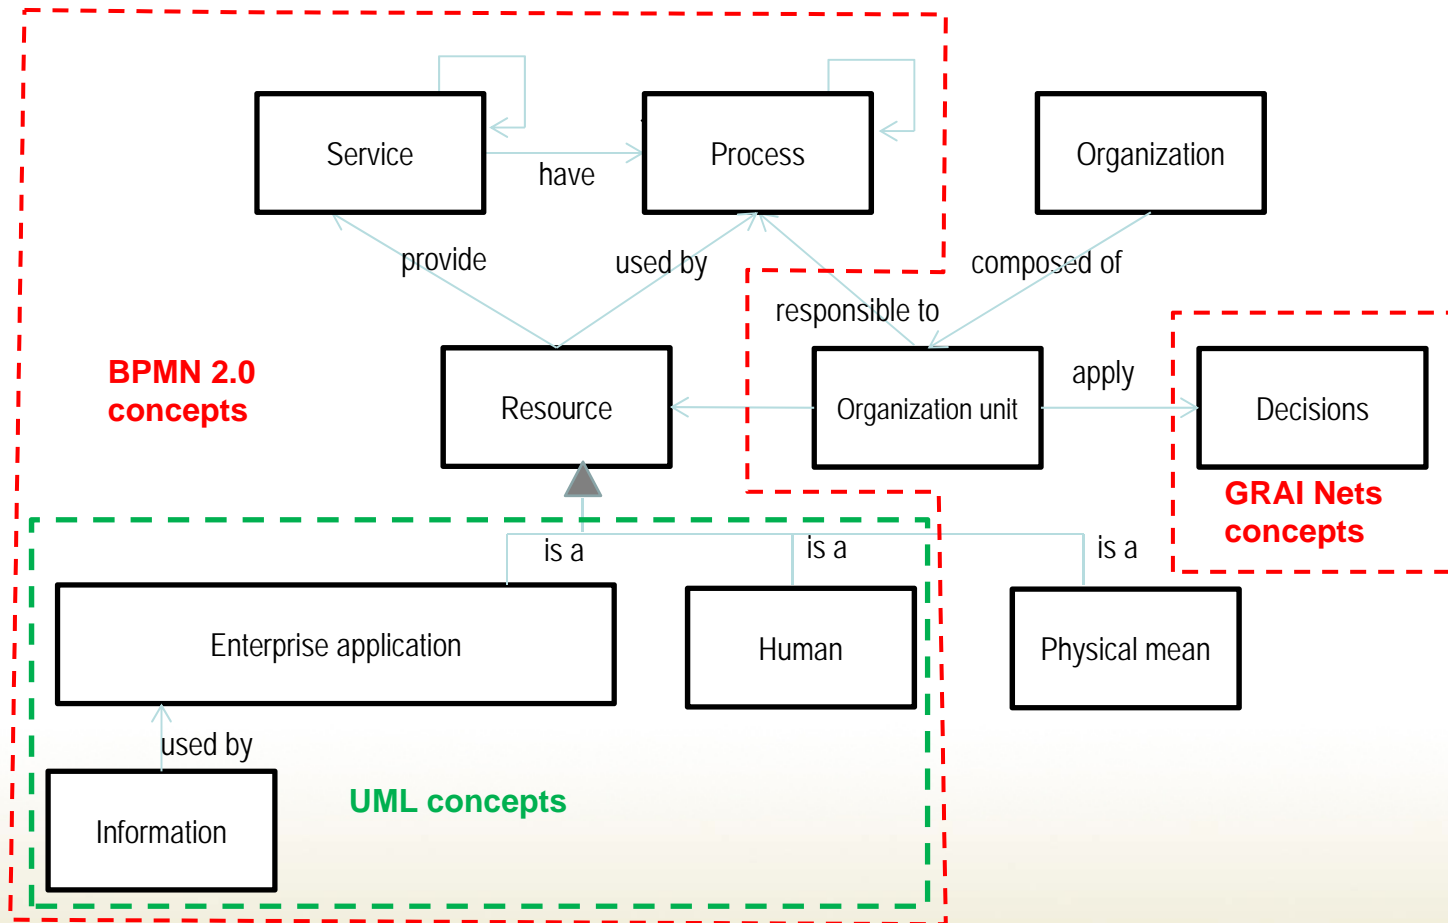 Service
Process
Organization
have
provide
used by
composed of
responsible to
BPMN 2.0
concepts
Resource
Organization unit
apply
Decisions
GRAI Nets
concepts
is a
is a
is a
Enterprise application
Human
Physical mean
used by
UML concepts
Information